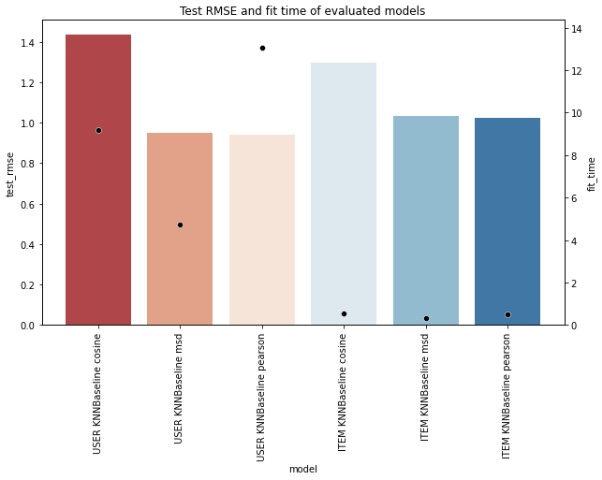 Test RMSE and fit time of evaluated models
1.4
1.2
1.0
0.8
0.6
0.4
0.2
0.0
test_rmse
14
12
10
8
6
4
2
0
fit_time
USER KNNBaseline cosine
USER KNNBaseline msd
USER KNNBaseline pearson
ITEM KNNBaseline cosine
ITEM KNNBaseline msd
ITEM KNNBaseline pearson
model